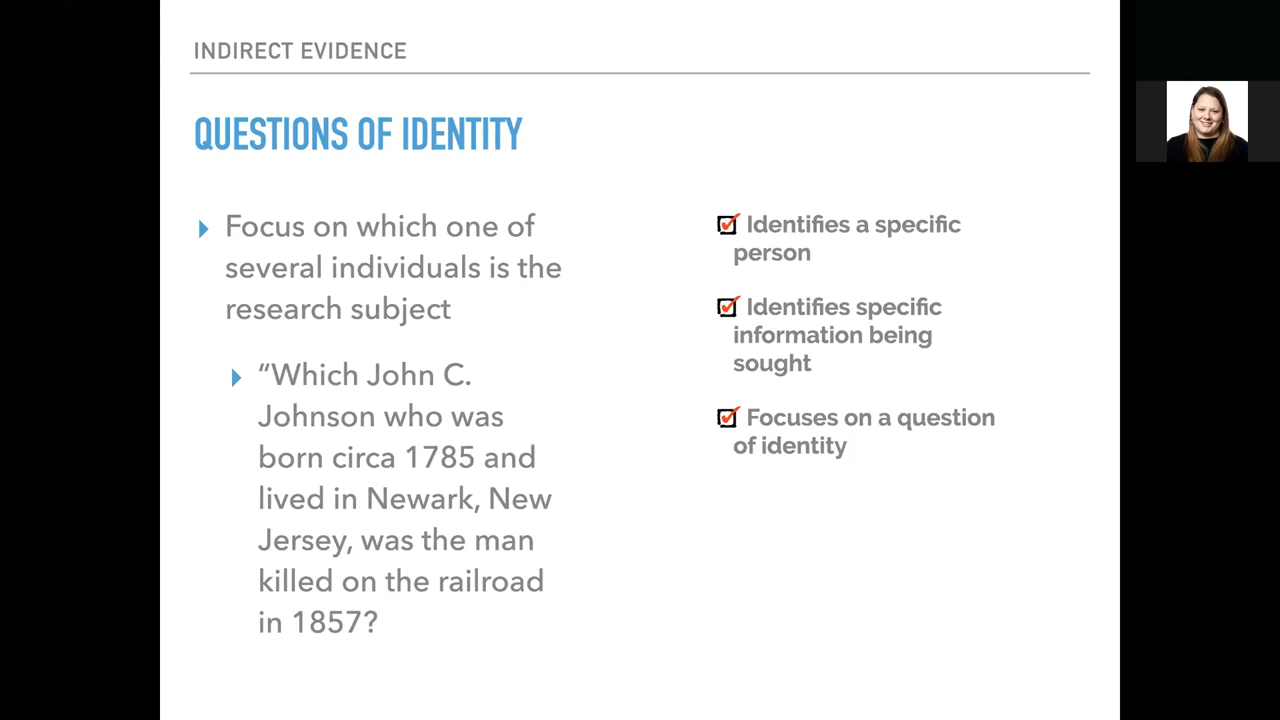 INDIRECT EVIDENCE
QUESTIONS OF IDENTITY
Focus on which one of
several individuals is the
research subject
“Which John C.
Johnson who was
born circa 1785 and
lived in Newark, New
Jersey, was the man
killed on the railroad
in 1857?
Identifies a specific
person
Identifies specific
information being
sought
Focuses on a question
of identity